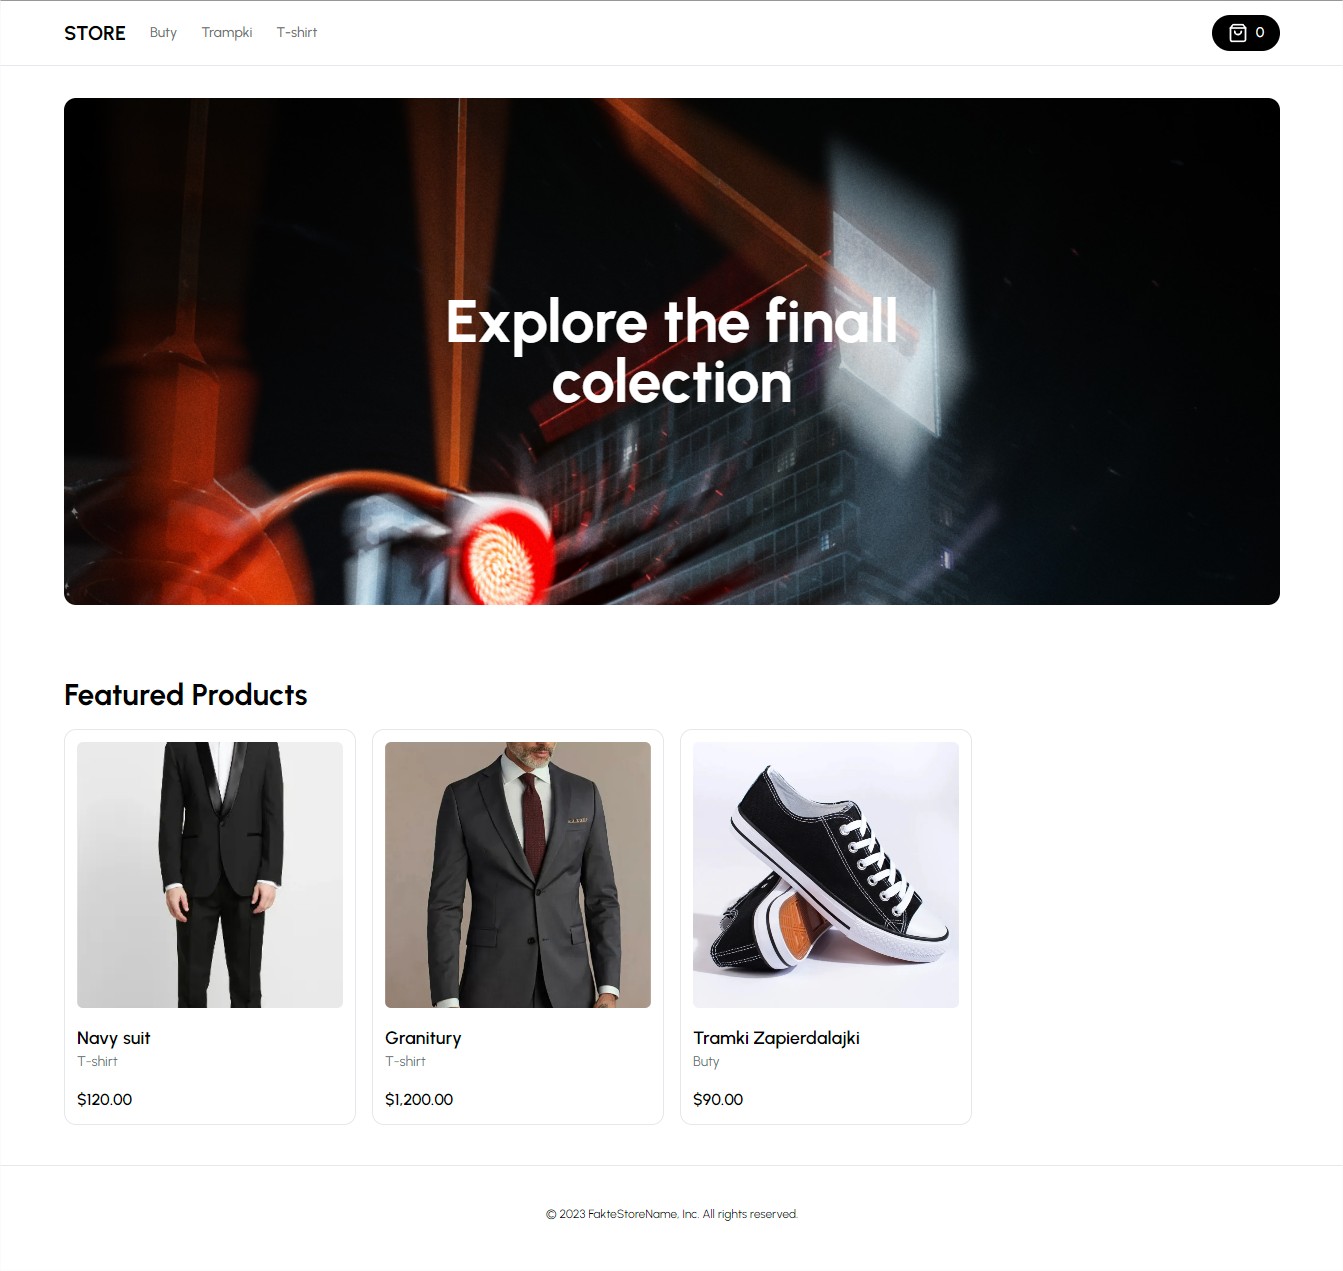 STORE
Buty
Trampki
T-shirt
0
Explore the finall
colection
Featured Products
Navy suit
T-shirt
$120.00
Granitury
T-shirt
$1,200.00
Tramki Zapierdalajki
Buty
$90.00
© 2023 FakteStoreName, Inc. All rights reserved.